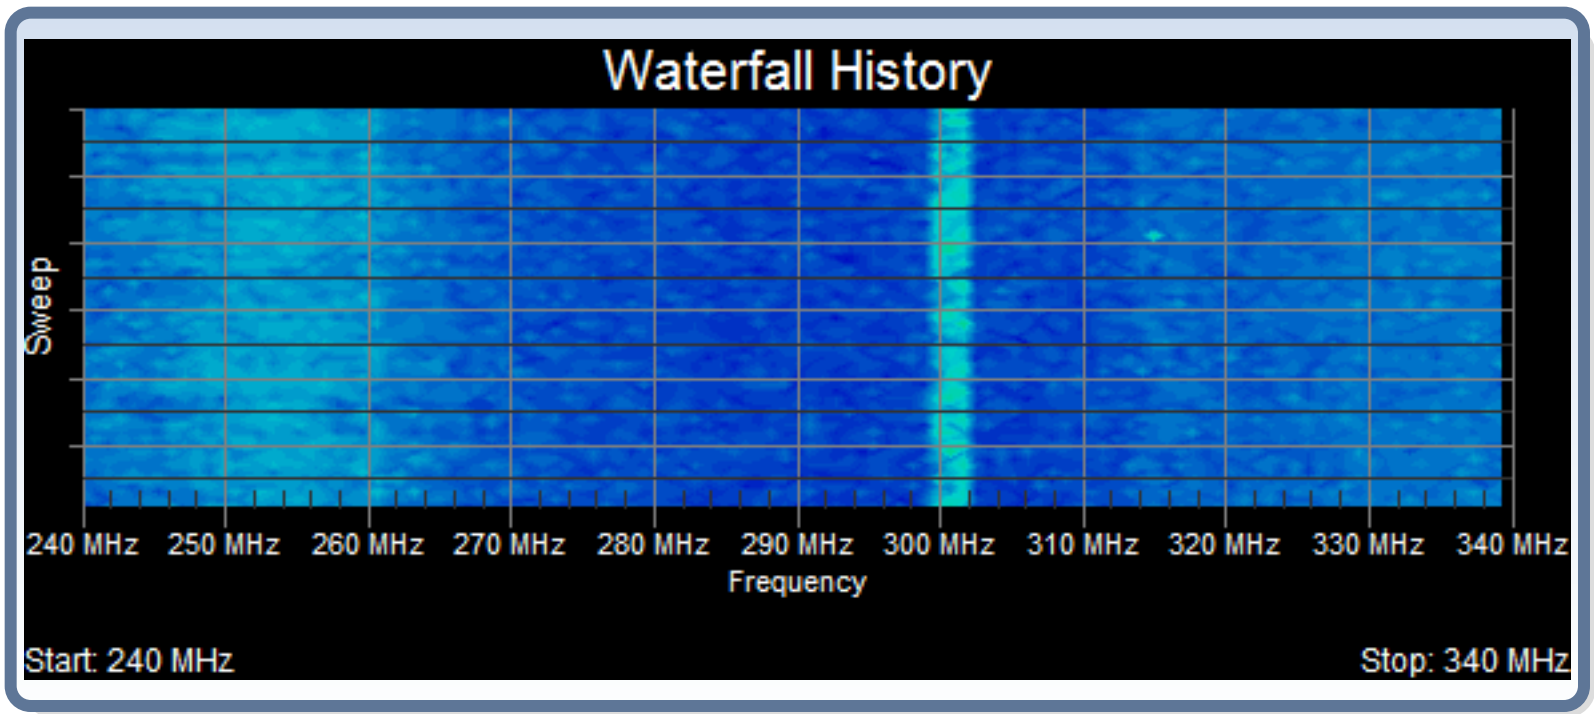 Waterfall History
Sweep
240 MHz 250 MHz 260 MHz 270 MHz 280 MHz 290 MHz 300 MHz 310 MHz 320 MHz 330 MHz 340 MHz
Frequency
Start: 240 MHz Stop: 340 MHz